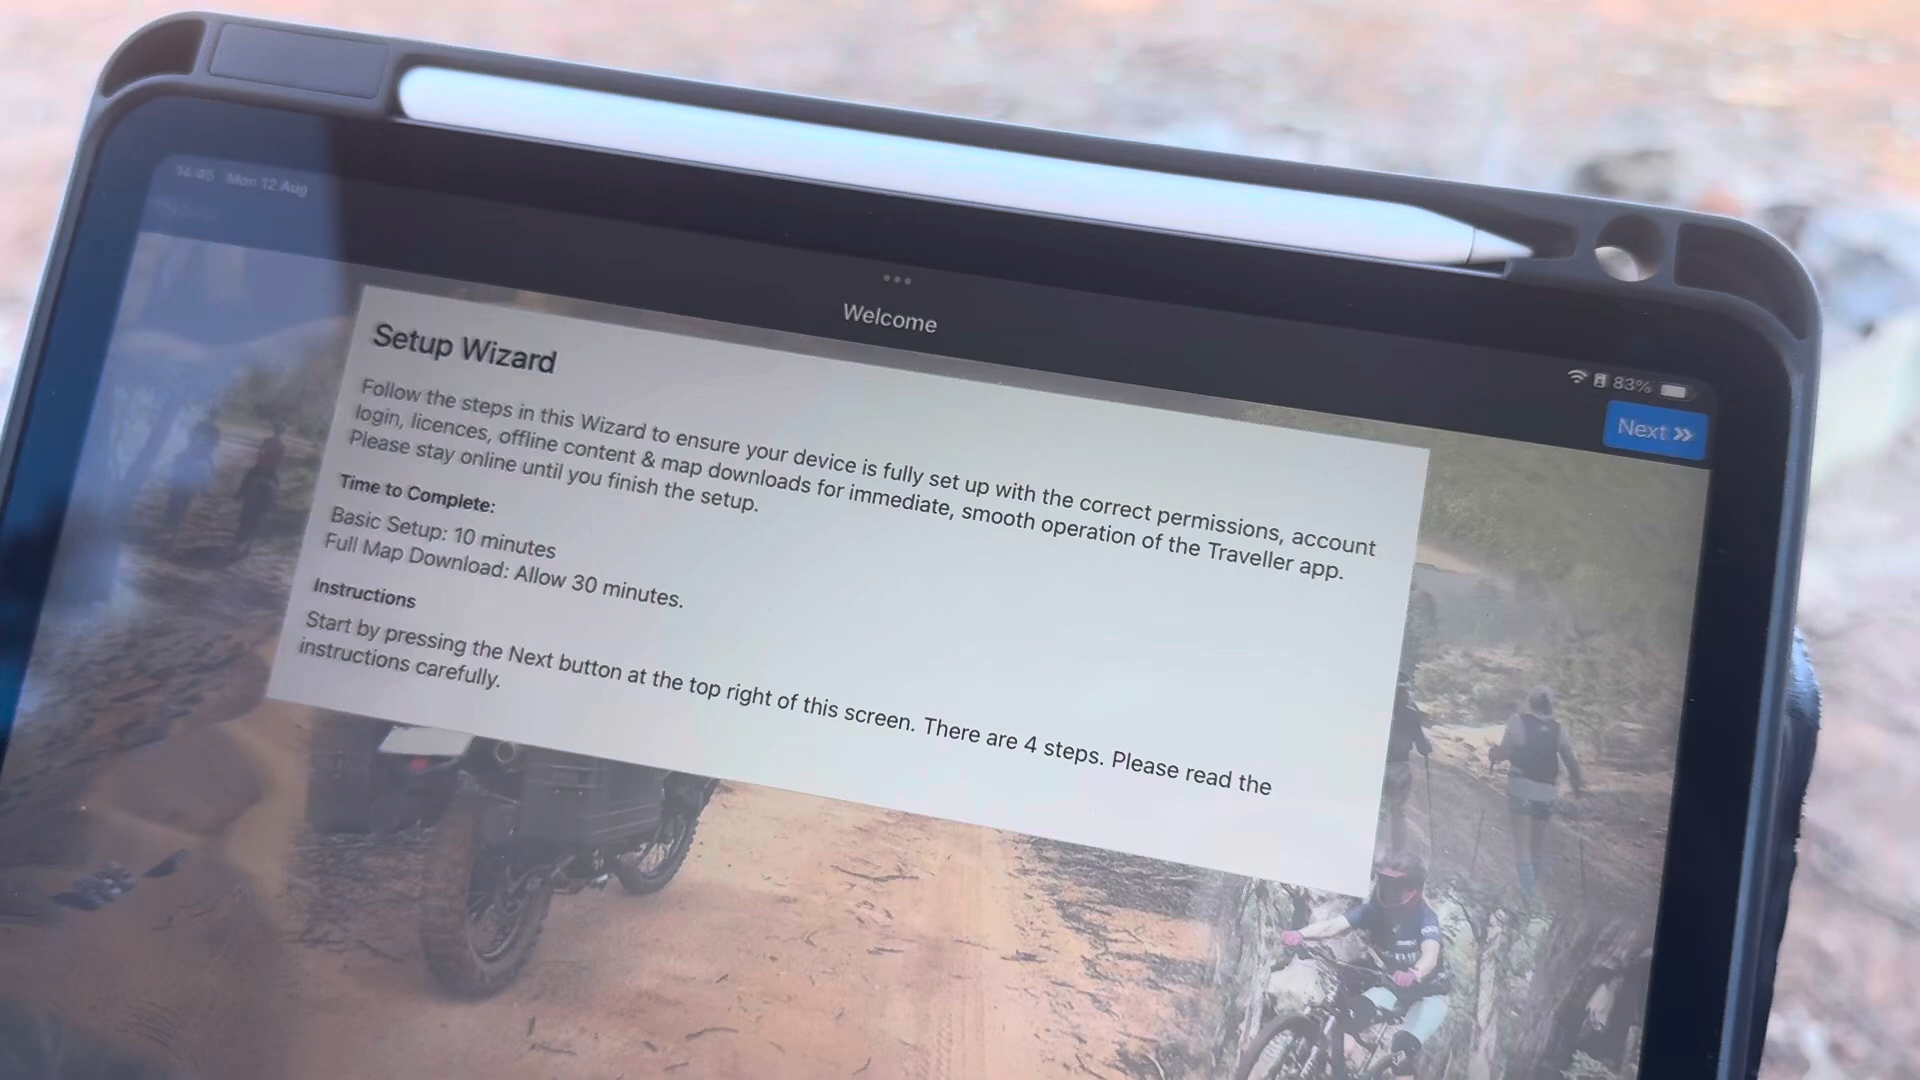 14:45 Mon 12 Aug
Welcome
83%
Next
Setup Wizard
Follow the steps in this Wizard to ensure your device is fully set up with the correct permissions, account
login, licences, offline content & map downloads for immediate, smooth operation of the Traveller app.
Please stay online until you finish the setup.
Time to Complete:
Basic Setup: 10 minutes
Full Map Download: Allow 30 minutes.
Instructions
Start by pressing the Next button at the top right of this screen. There are 4 steps. Please read the
instructions carefully.